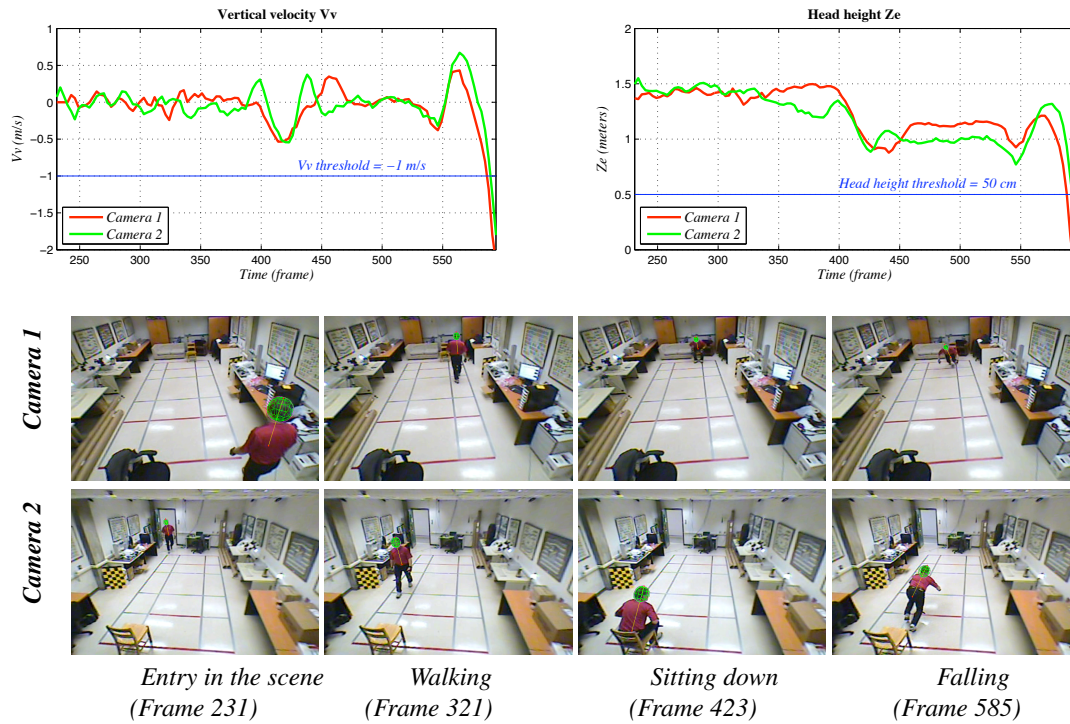 Vertical velocity Vv
1
0.5
0
−0.5
−1
−1.5
−2
Vv (m/s)
Vv threshold = −1 m/s
Camera 1
Camera 2
250 300 350 400 450 500 550
Time (frame)
Head height Ze
2
1.5
1
0.5
0
Ze (meters)
Head height threshold = 50 cm
Camera 1
Camera 2
250 300 350 400 450 500 550
Time (frame)
Camera 1
Camera 2
Entry in the scene
(Frame 231)
Walking
(Frame 321)
Sitting down
(Frame 423)
Falling
(Frame 585)